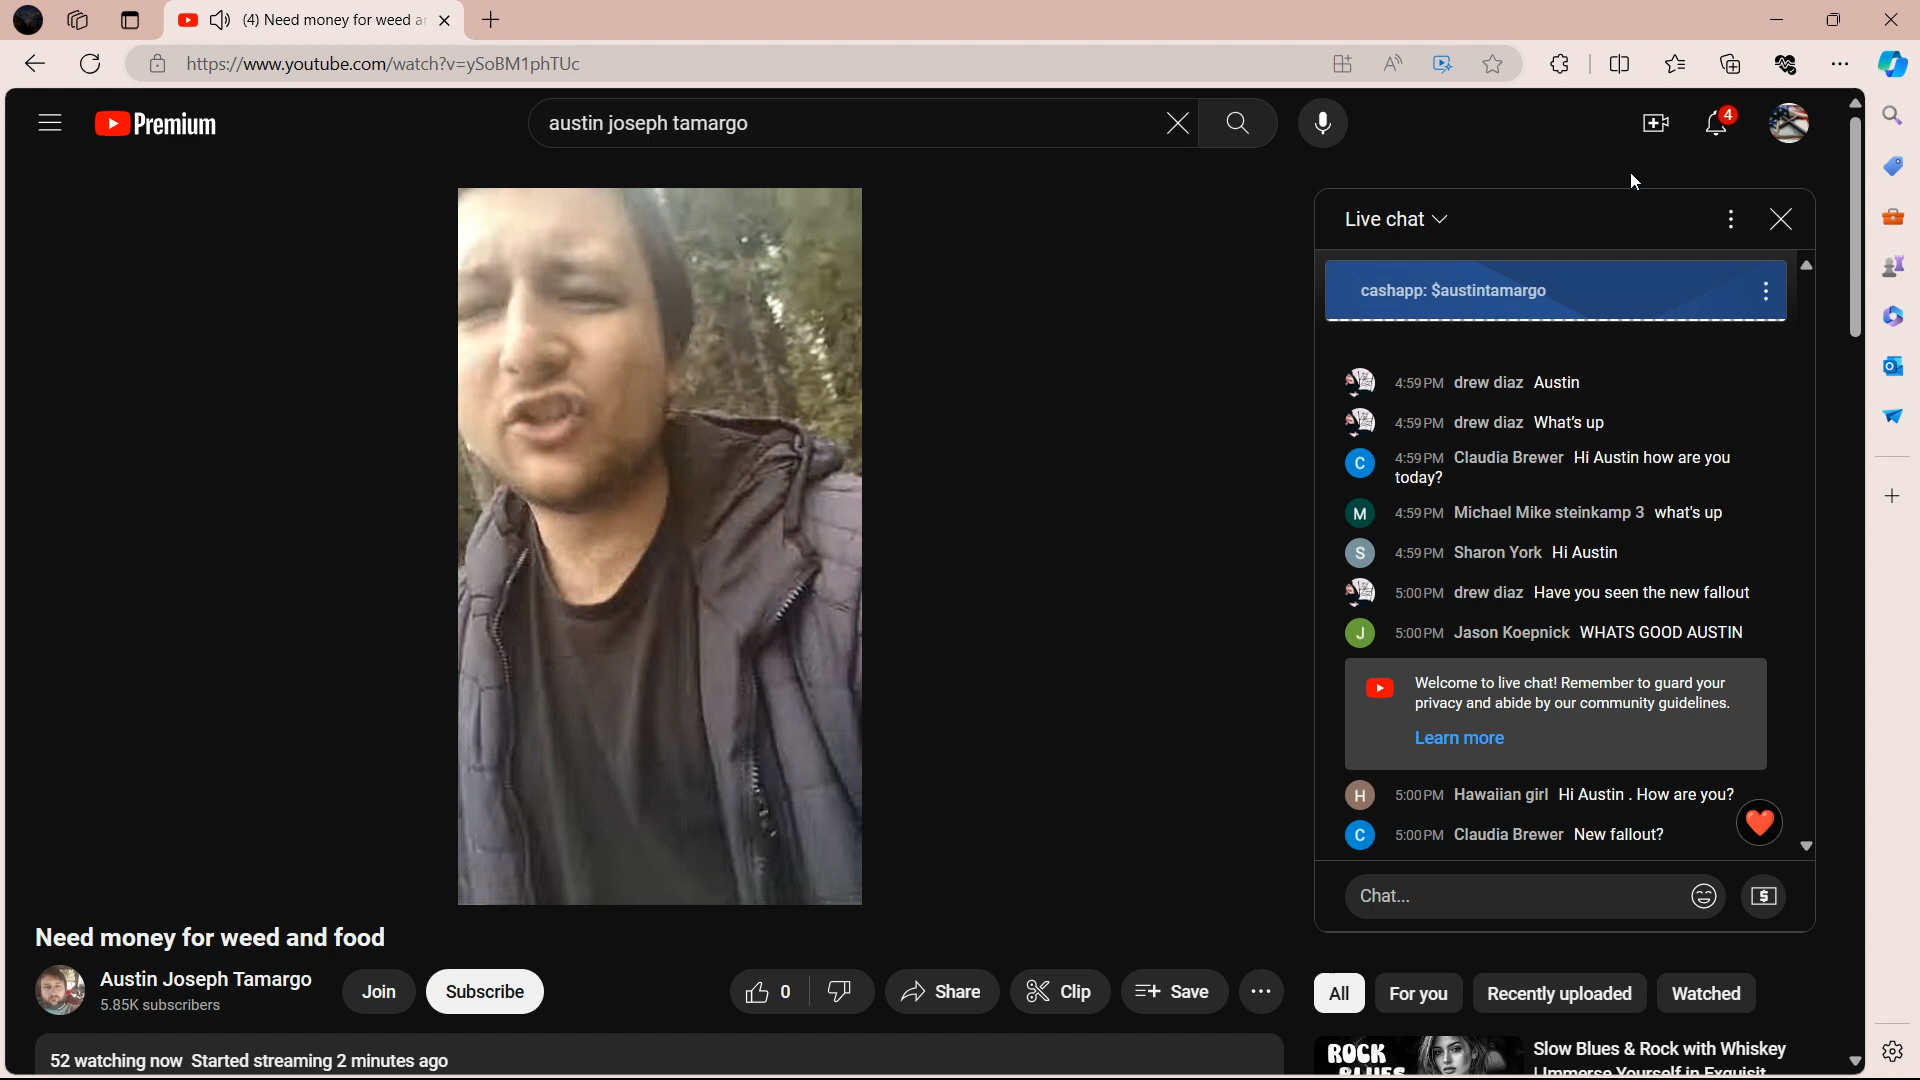 (4) Need money for weed a
https://www.youtube.com/watch?v=ySoBM1phTUc
Premium
austin joseph tamargo
4
Live chat
cashapp: $austintamargo
4:59 PM drew diaz Austin
4:59 PM drew diaz What's up
C 4:59 PM Claudia Brewer Hi Austin how are you
today?
M 4:59 PM Michael Mike steinkamp 3 what's up
S 4:59 PM Sharon York Hi Austin
5:00 PM drew diaz Have you seen the new fallout
J 5:00 PM Jason Koepnick WHATS GOOD AUSTIN
Welcome to live chat! Remember to guard your
privacy and abide by our community guidelines.
Learn more
H 5:00 PM Hawaiian girl Hi Austin . How are you?
C 5:00 PM Claudia Brewer New fallout?
Chat...
Need money for weed and food
Austin Joseph Tamargo
5.85K subscribers
Join
Subscribe
0
Share
Clip
Save
All
For you
Recently uploaded
Watched
52 watching now Started streaming 2 minutes ago
ROCK
BLUES
Slow Blues & Rock with Whiskey
| Immerse Yourself in Exquisit